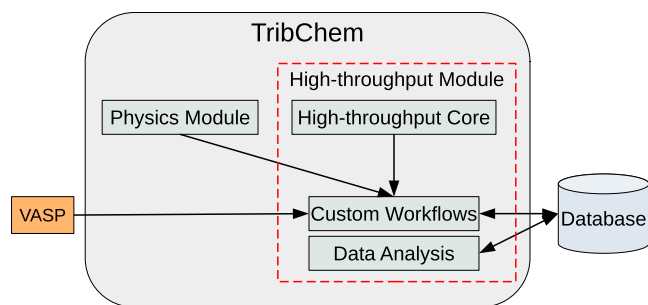 TribChem
High-throughput Module
Physics Module
High-throughput Core
VASP
Custom Workflows
Database
Data Analysis